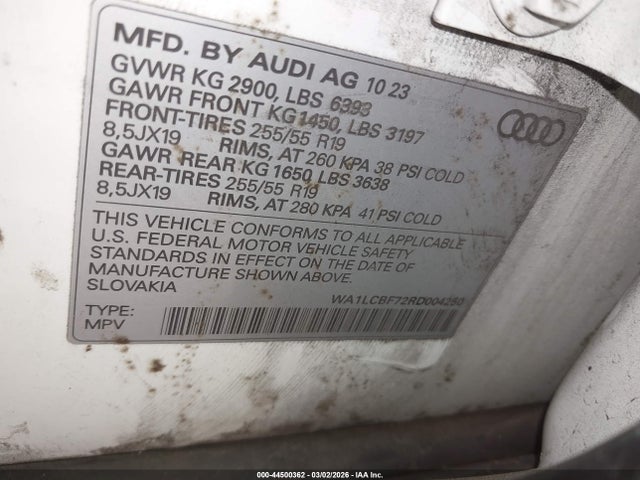 MFD. BY AUDI AG 10 23
GVWR KG 2900, LBS 6393
GAWR FRONT KG 1450, LBS 3197
FRONT-TIRES 255/55 R19
8,5JX19 RIMS, AT 260 KPA 38 PSI COLD
GAWR REAR KG 1650 LBS 3638
REAR-TIRES 255/55 R19
8,5JX19 RIMS, AT 280 KPA 41 PSI COLD
THIS VEHICLE CONFORMS TO ALL APPLICABLE
U.S. FEDERAL MOTOR VEHICLE SAFETY
STANDARDS IN EFFECT ON THE DATE OF
MANUFACTURE SHOWN ABOVE.
SLOVAKIA
WA1LCBF72RD004250
TYPE:
MPV
000-44500362 | 03/02/2026 | IAA Inc.